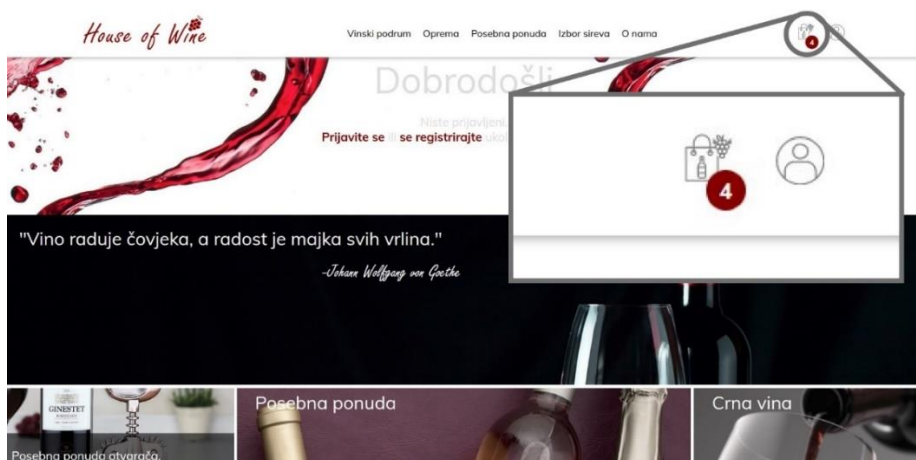 House of Wine
Vinski podrum Oprema Posebna ponuda Izbor sireva O nama
4
Dobrodošli
Niste prijavljeni.
Prijavite se ili se registrirajte
4
"Vino raduje čovjeka, a radost je majka svih vrlina."
-Johann Wolfgang von Goethe
GINESTET
Posebna ponuda otvarača,
Posebna ponuda
Crna vina